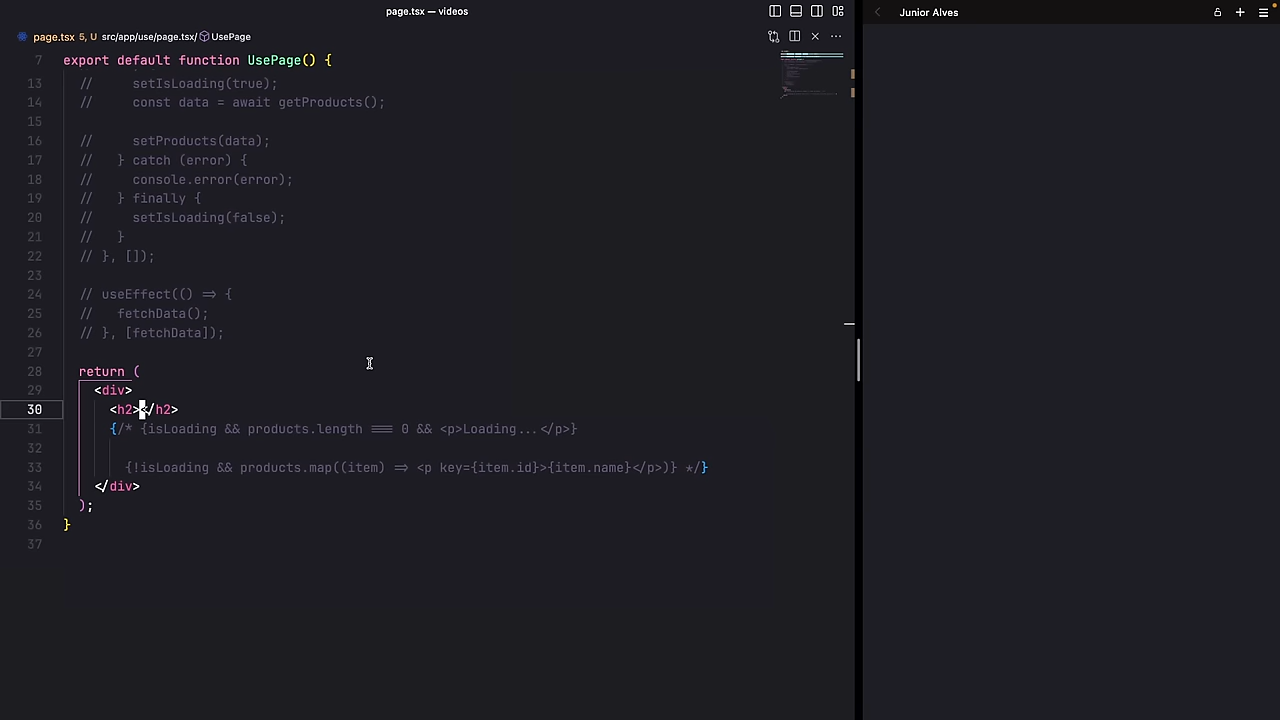 page.tsx — videos
Junior Alves
page.tsx 5, U src/app/use/page.tsx/ UsePage
7 export default function UsePage() {
13 // setIsLoading(true);
14 // const data = await getProducts();
15
16 // setProducts(data);
17 // } catch (error) {
18 // console.error(error);
19 // } finally {
20 // setIsLoading(false);
21 // }
22 // }, []);
23
24 // useEffect(() => {
25 // fetchData();
26 // }, [fetchData]);
27
28 return (
29 <div>
30 <h2></h2>
31 {/* {isLoading && products.length === 0 && <p>Loading...</p>}
32
33 {!isLoading && products.map((item) => <p key={item.id}>{item.name}</p>)} */}
34 </div>
35 );
36 }
37